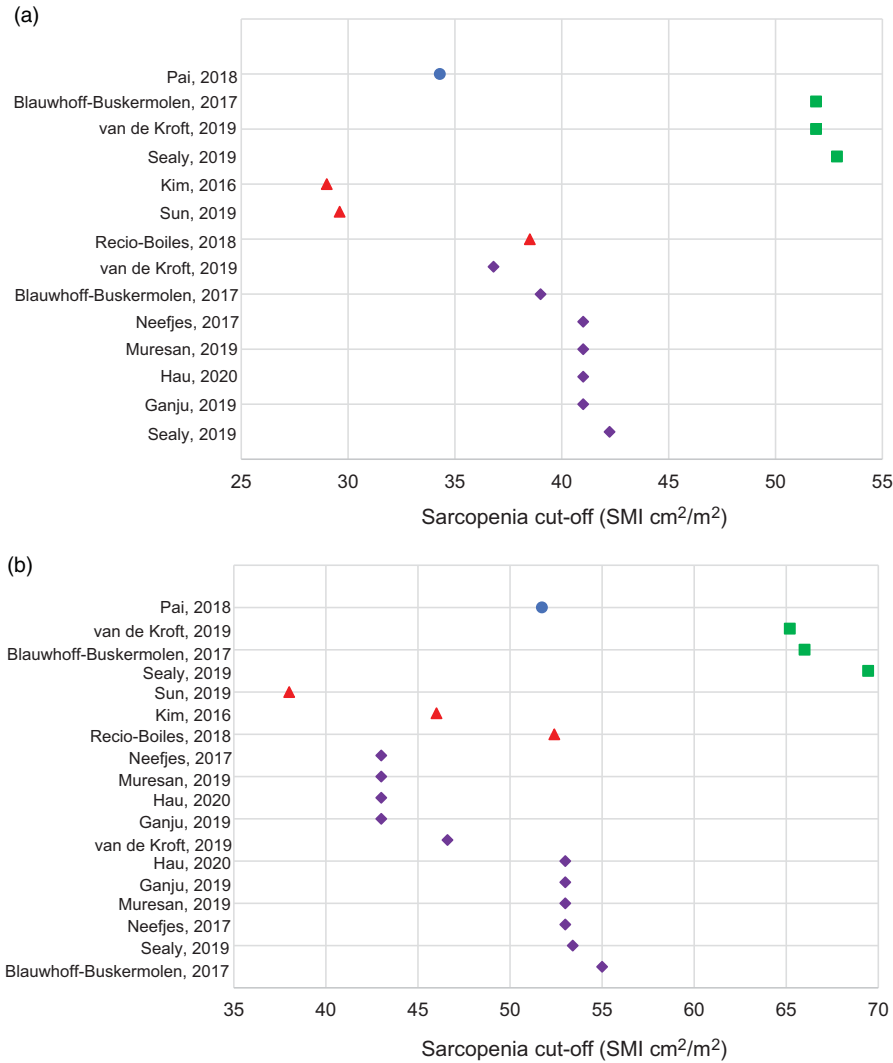 (a)
Pai, 2018
Blauwhoff-Buskermolen, 2017
van de Kroft, 2019
Sealy, 2019
Kim, 2016
Sun, 2019
Recio-Boiles, 2018
van de Kroft, 2019
Blauwhoff-Buskermolen, 2017
Neefjes, 2017
Muresan, 2019
Hau, 2020
Ganju, 2019
Sealy, 2019
25 30 35 40 45 50 55
Sarcopenia cut-off (SMI cm²/m²)
(b)
Pai, 2018
van de Kroft, 2019
Blauwhoff-Buskermolen, 2017
Sealy, 2019
Sun, 2019
Kim, 2016
Recio-Boiles, 2018
Neefjes, 2017
Muresan, 2019
Hau, 2020
Ganju, 2019
van de Kroft, 2019
Hau, 2020
Ganju, 2019
Muresan, 2019
Neefjes, 2017
Sealy, 2019
Blauwhoff-Buskermolen, 2017
35 40 45 50 55 60 65 70
Sarcopenia cut-off (SMI cm²/m²)